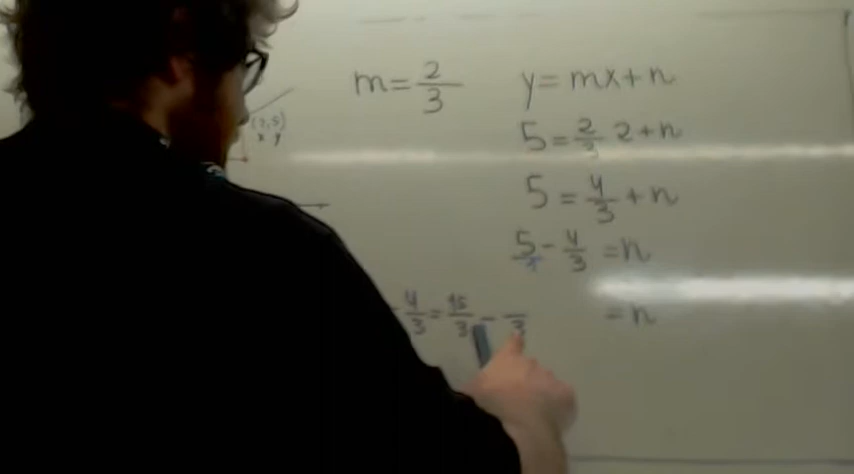 m = 2/3
y = mx + n
(2,5)
x y
5 = 2/3 2 + n
5 = 4/3 + n
5 - 4/3 = n
4/3 = 15/3 - /3 = n